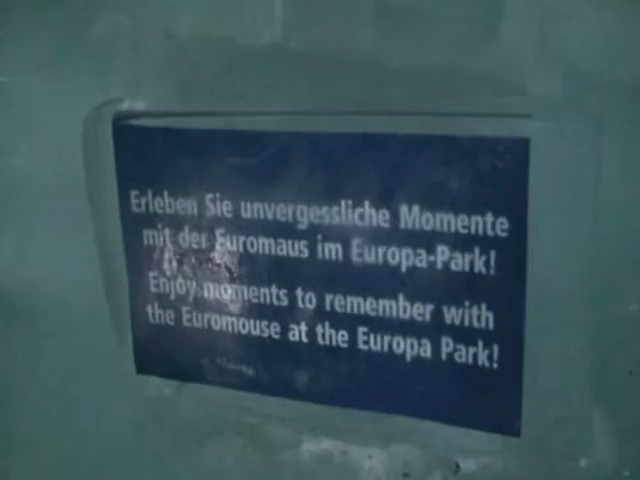 Erleben Sie unvergessliche Momente
mit der Euromaus im Europa-Park!
Enjoy moments to remember with
the Euromouse at the Europa Park!